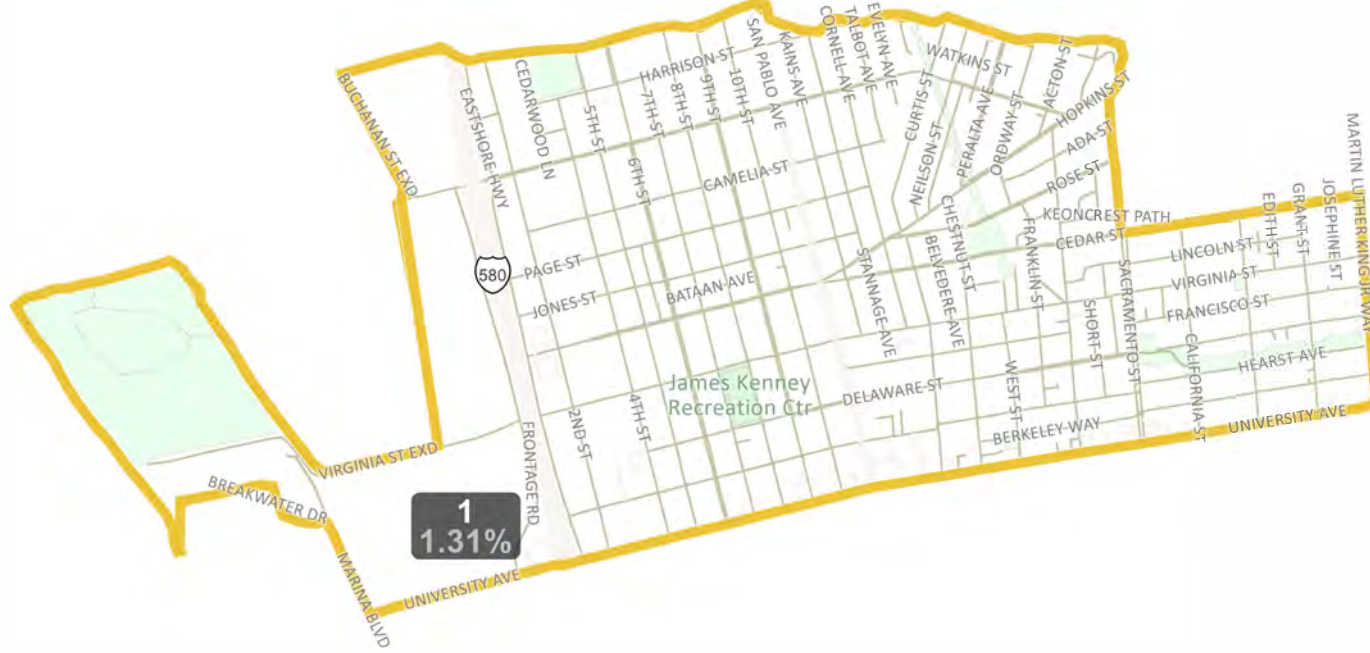 EVELYN AVE
TALBOT AVE
CORNELL AVE
KAINS AVE
SAN PABLO AVE
WATKINS ST
ACTON ST
HARRISON ST
10TH ST
9TH ST
8TH ST
7TH ST
5TH ST
CEDARWOOD LN
EASTSHORE HWY
BUCHANAN ST EXD
CURTIS ST
NEILSON ST
PERALTA AVE
ORDWAY ST
HOPKINS ST
ADA ST
ROSE ST
MARTIN LUTHER KING JR WAY
6TH ST
CAMELIA ST
KEONCREST PATH
CEDAR ST
CHESTNUT ST
BELVEDERE AVE
FRANKLIN ST
STANNAGE AVE
EDITH ST
GRANT ST
JOSEPHINE ST
LINCOLN ST
VIRGINIA ST
FRANCISCO ST
SACRAMENTO ST
SHORT ST
580
PAGE ST
JONES ST
BATAAN AVE
CALIFORNIA ST
HEARST AVE
James Kenney
Recreation Ctr
DELAWARE ST
WEST ST
BERKELEY WAY
UNIVERSITY AVE
4TH ST
2ND ST
FRONTAGE RD
VIRGINIA ST EXD
BREAKWATER DR
1
1.31%
MARINA BLVD
UNIVERSITY AVE